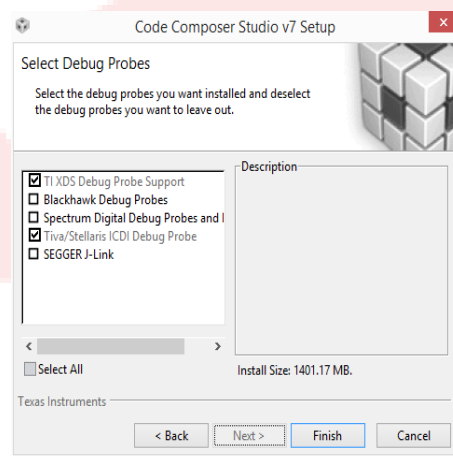 Code Composer Studio v7 Setup
Select Debug Probes
Select the debug probes you want installed and deselect
the debug probes you want to leave out.
Description
TI XDS Debug Probe Support
Blackhawk Debug Probes
Spectrum Digital Debug Probes and
Tiva/Stellaris ICDI Debug Probe
SEGGER J-Link
Select All
Install Size: 1401.17 MB.
Texas Instruments
< Back Next > Finish Cancel